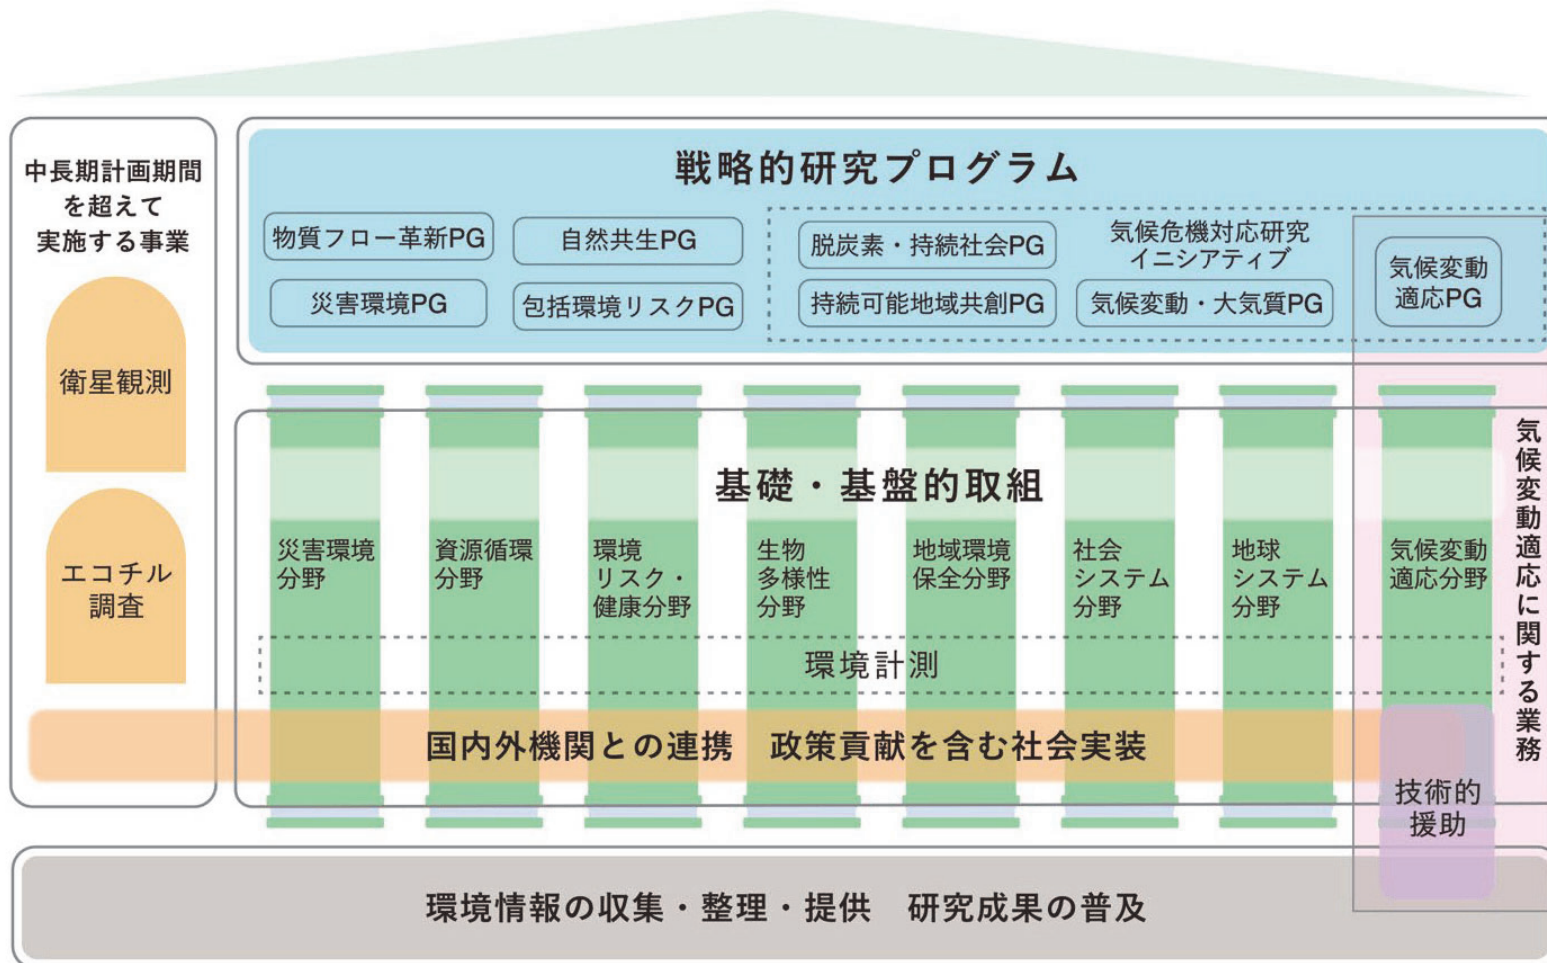 中長期計画期間
を超えて
実施する事業
衛星観測
エコチル
調査
戦略的研究プログラム
物質フロー革新PG
自然共生PG
災害環境PG
包括環境リスクPG
脱炭素・持続社会PG
気候危機対応研究
イニシアティブ
持続可能地域共創PG
気候変動・大気質PG
気候変動
適応PG
基礎・基盤的取組
災害環境
分野
資源循環
分野
環境
リスク・
健康分野
生物
多様性
分野
地域環境
保全分野
社会
システム
分野
地球
システム
分野
気候変動
適応分野
環境計測
国内外機関との連携　政策貢献を含む社会実装
気候変動適応に関する業務
技術的
援助
環境情報の収集・整理・提供　研究成果の普及